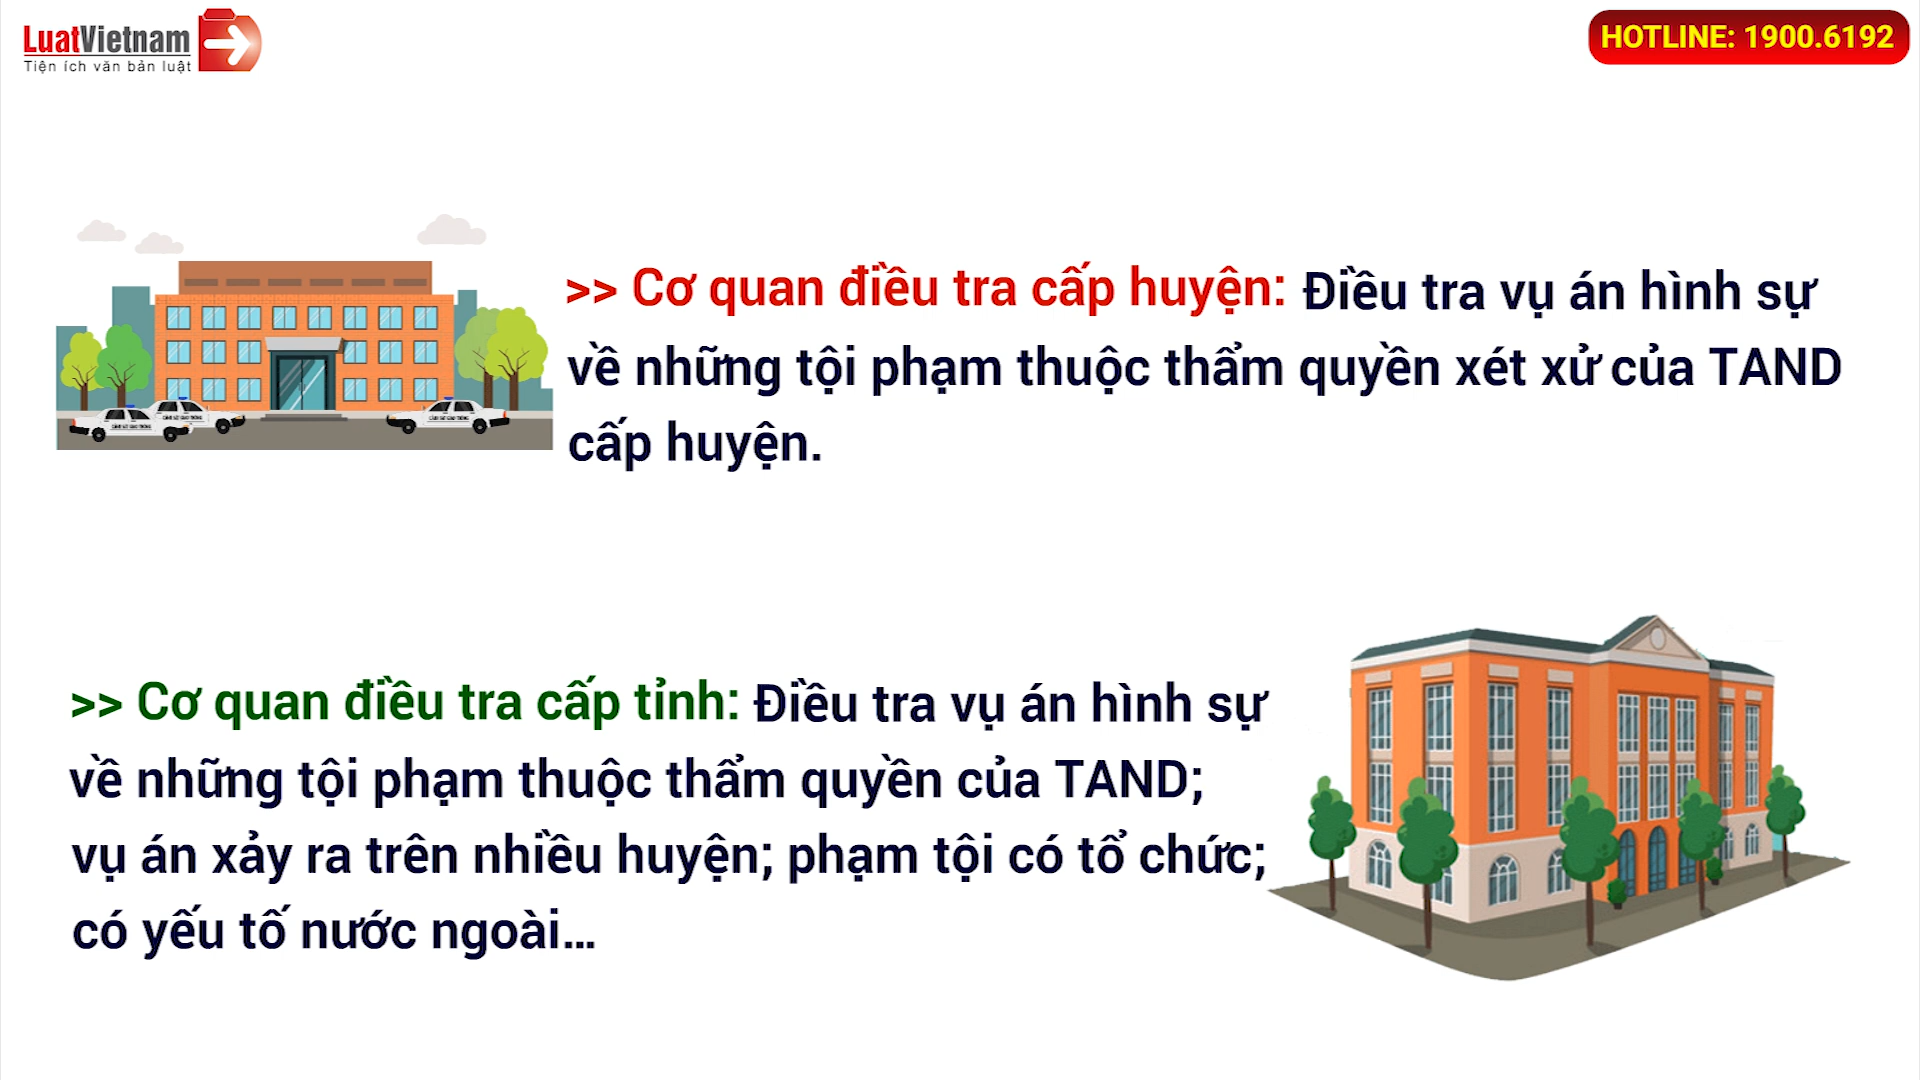 LuatVietnam
Tiện ích văn bản luật
HOTLINE: 1900.6192
>> Cơ quan điều tra cấp huyện: Điều tra vụ án hình sự
về những tội phạm thuộc thẩm quyền xét xử của TAND
cấp huyện.
>> Cơ quan điều tra cấp tỉnh: Điều tra vụ án hình sự
về những tội phạm thuộc thẩm quyền của TAND;
vụ án xảy ra trên nhiều huyện; phạm tội có tổ chức;
có yếu tố nước ngoài...